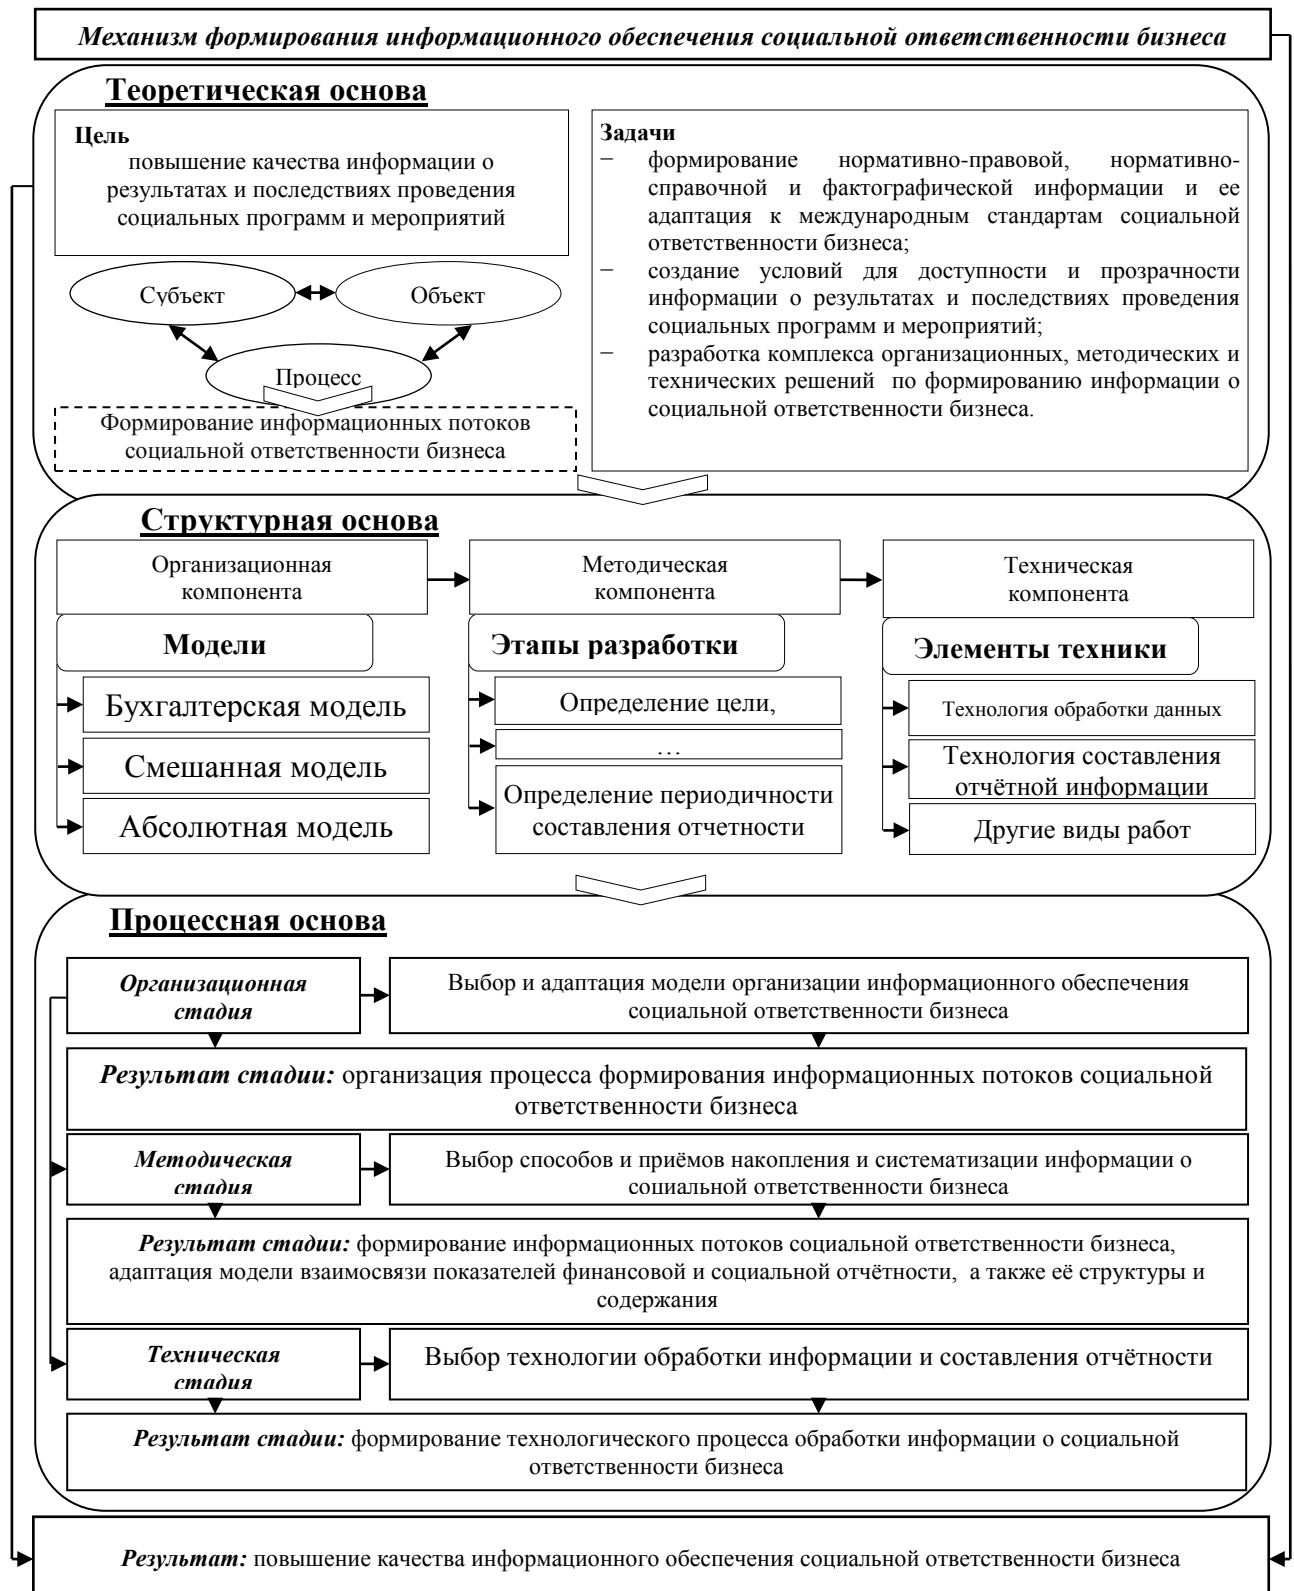 Механизм формирования информационного обеспечения социальной ответственности бизнеса
Теоретическая основа
Цель
повышение качества информации о
результатах и последствиях проведения
социальных программ и мероприятий
Субъект
Объект
Процесс
Формирование информационных потоков
социальной ответственности бизнеса
Задачи
− формирование нормативно-правовой, нормативно-
справочной и фактографической информации и ее
адаптация к международным стандартам социальной
ответственности бизнеса;
− создание условий для доступности и прозрачности
информации о результатах и последствиях проведения
социальных программ и мероприятий;
− разработка комплекса организационных, методических и
технических решений по формированию информации о
социальной ответственности бизнеса.
Структурная основа
Организационная
компонента
Модели
Бухгалтерская модель
Смешанная модель
Абсолютная модель
Методическая
компонента
Этапы разработки
Определение цели,
…
Определение периодичности
составления отчетности
Техническая
компонента
Элементы техники
Технология обработки данных
Технология составления
отчётной информации
Другие виды работ
Процессная основа
Организационная
стадия
Выбор и адаптация модели организации информационного обеспечения
социальной ответственности бизнеса
Результат стадии: организация процесса формирования информационных потоков социальной
ответственности бизнеса
Методическая
стадия
Выбор способов и приёмов накопления и систематизации информации о
социальной ответственности бизнеса
Результат стадии: формирование информационных потоков социальной ответственности бизнеса,
адаптация модели взаимосвязи показателей финансовой и социальной отчётности, а также её структуры и
содержания
Техническая
стадия
Выбор технологии обработки информации и составления отчётности
Результат стадии: формирование технологического процесса обработки информации о социальной
ответственности бизнеса
Результат: повышение качества информационного обеспечения социальной ответственности бизнеса